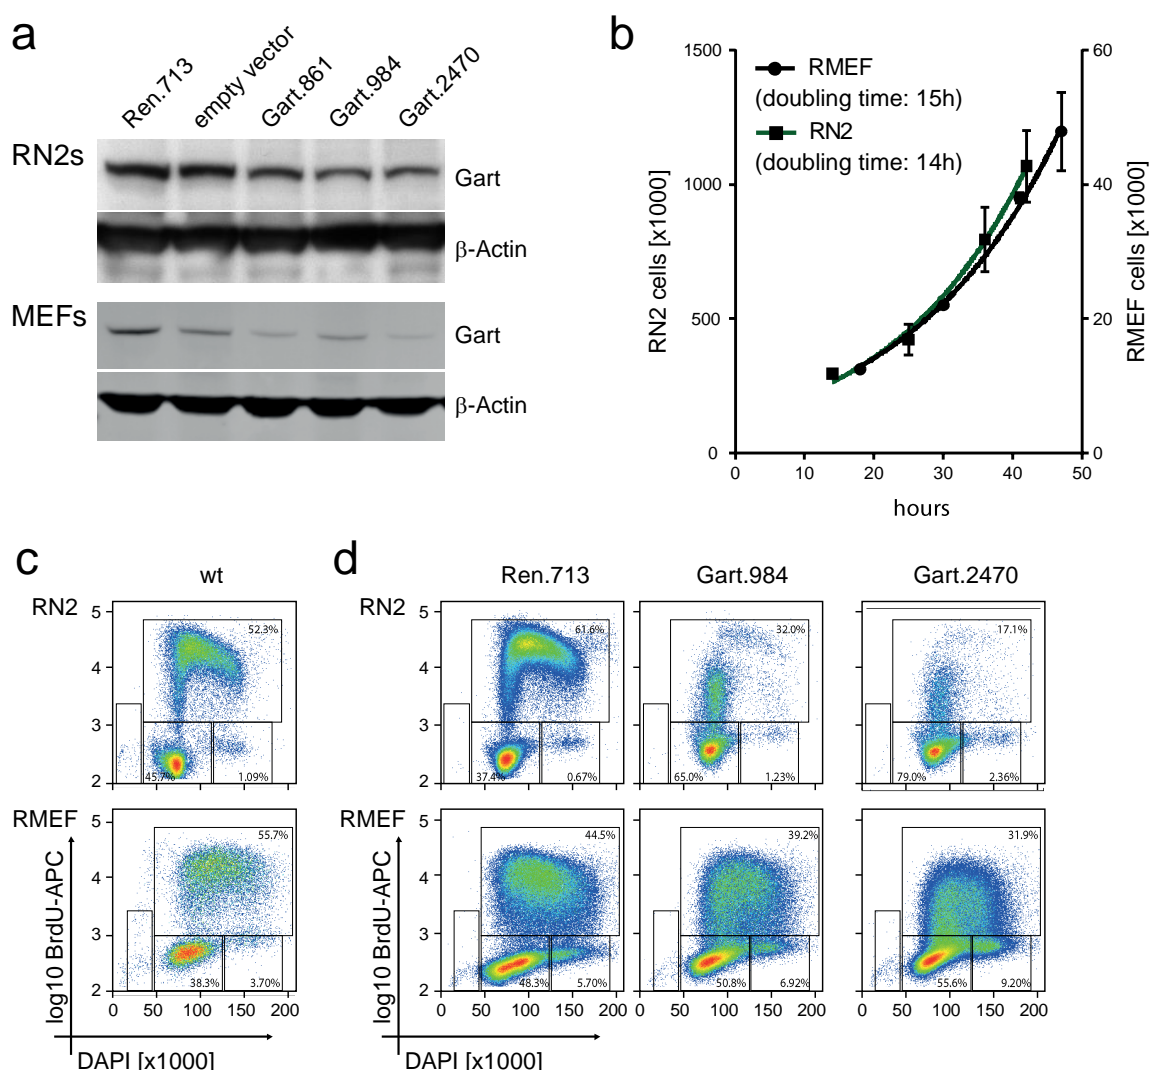 a
Ren.713
empty vector
Gart.861
Gart.984
Gart.2470
RN2s
Gart
β-Actin
MEFs
Gart
β-Actin
b
RN2 cells [x1000]
1500
1000
500
0
RMEF
(doubling time: 15h)
RN2
(doubling time: 14h)
60
40
20
0
RMEF cells [x1000]
0 10 20 30 40 50
hours
c
wt
RN2
5
4
3
2
52.3%
45.7%
1.09%
RMEF
5
4
3
2
55.7%
38.3%
3.70%
0 50 100 150 200
log10 BrdU-APC
DAPI [x1000]
d
Ren.713
Gart.984
Gart.2470
RN2
5
4
3
2
61.6%
37.4%
0.67%
32.0%
65.0%
1.23%
17.1%
79.0%
2.36%
RMEF
5
4
3
2
44.5%
48.3%
5.70%
39.2%
50.8%
6.92%
31.9%
55.6%
9.20%
0 50 100 150 200
0 50 100 150 200
0 50 100 150 200
log10 BrdU-APC
DAPI [x1000]